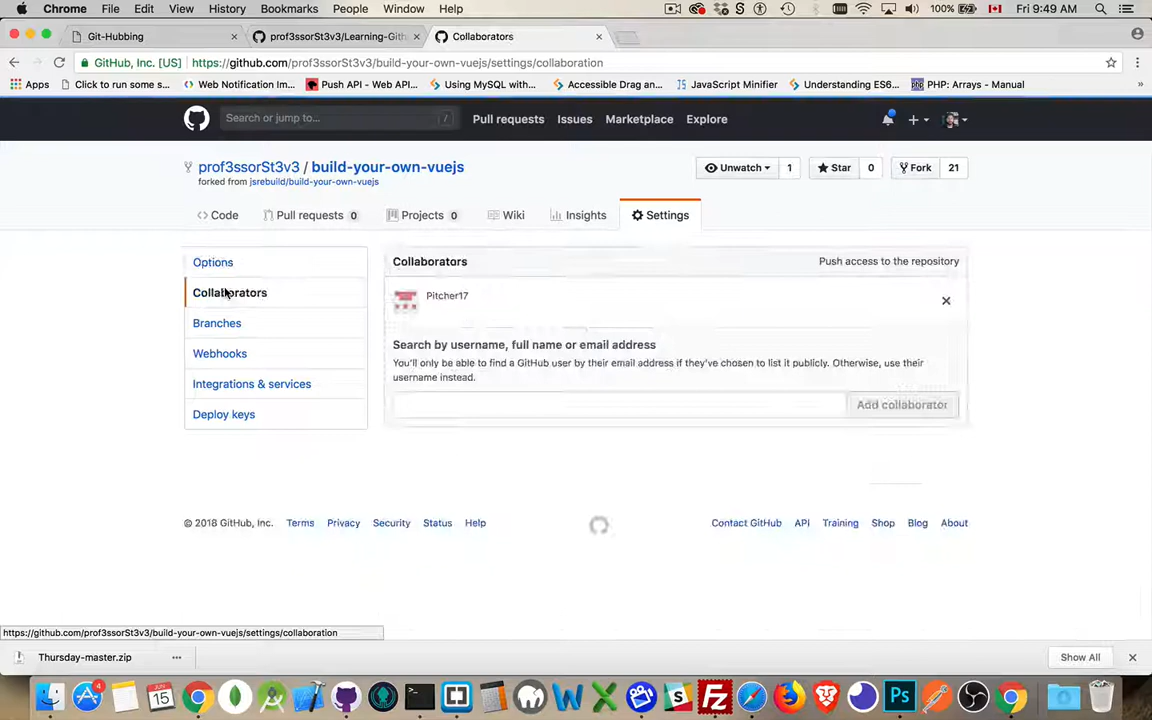 Chrome File Edit View History Bookmarks People Window Help 100% Fri 9:49 AM
Git-Hubbing prof3ssorSt3v3/Learning-Gith Collaborators
GitHub, Inc. [US] https://github.com/prof3ssorSt3v3/build-your-own-vuejs/settings/collaboration
Apps Click to run some s... Web Notification Im... Push API - Web API... Using MySQL with... Accessible Drag an... JavaScript Minifier Understanding ES6... PHP: Arrays - Manual »
Search or jump to... / Pull requests Issues Marketplace Explore
prof3ssorSt3v3 / build-your-own-vuejs Unwatch 1 Star 0 Fork 21
forked from jsrebuild/build-your-own-vuejs
Code Pull requests 0 Projects 0 Wiki Insights Settings
Options
Collaborators
Branches
Webhooks
Integrations & services
Deploy keys
Collaborators Push access to the repository
Pitcher17
Search by username, full name or email address
You'll only be able to find a GitHub user by their email address if they've chosen to list it publicly. Otherwise, use their
username instead.
Add collaborator
© 2018 GitHub, Inc. Terms Privacy Security Status Help Contact GitHub API Training Shop Blog About
https://github.com/prof3ssorSt3v3/build-your-own-vuejs/settings/collaboration
Thursday-master.zip Show All
4 JUN 15 W X S Fz Ps